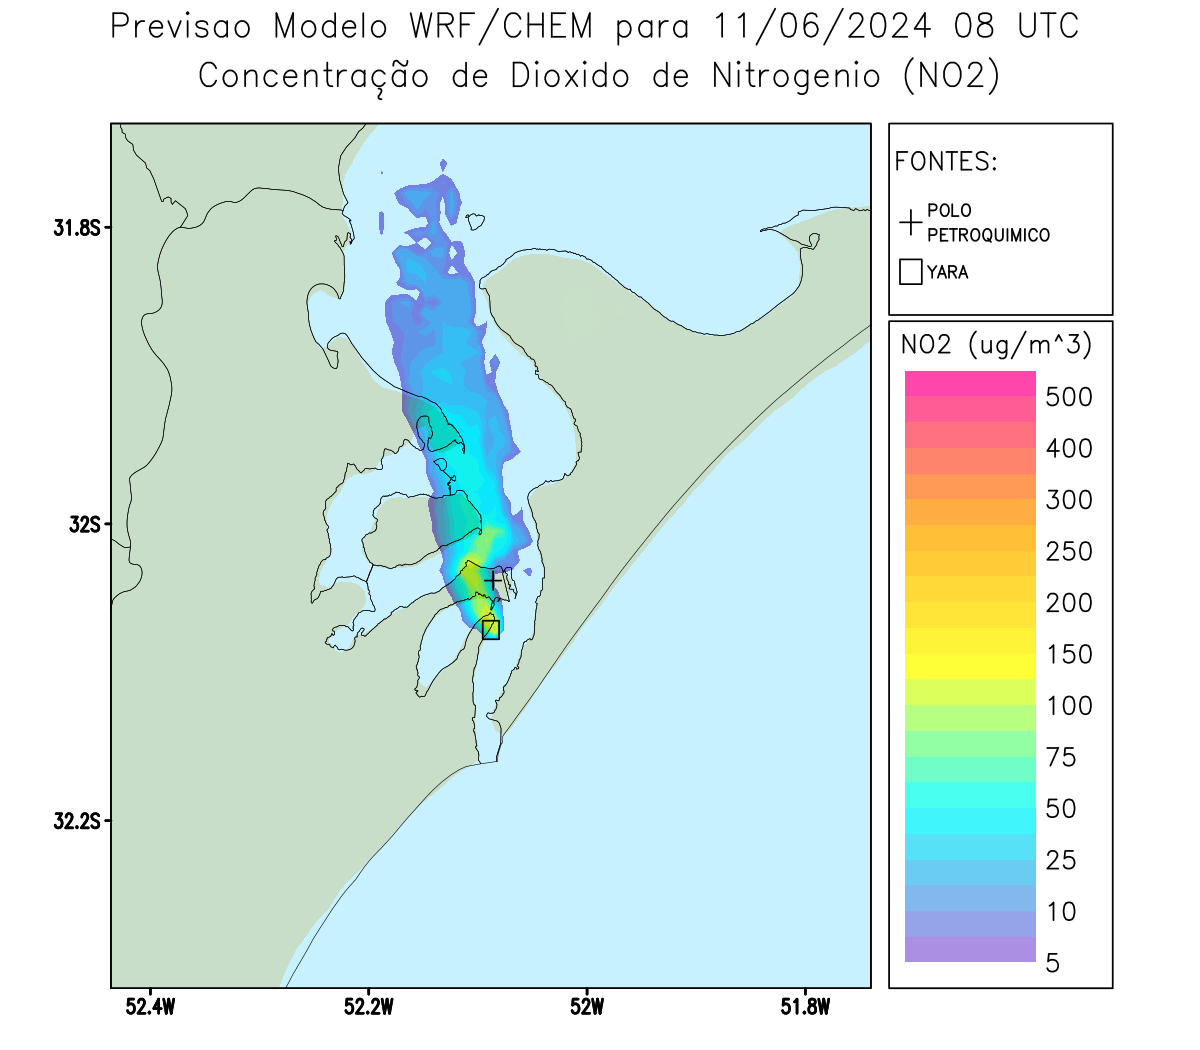 Previsao Modelo WRF/CHEM para 11/06/2024 08 UTC
Concentração de Dioxido de Nitrogenio (NO2)
FONTES:
POLO
PETROQUIMICO
YARA
31.8S
32S
32.2S
52.4W
52.2W
52W
51.8W
NO2 (ug/m^3)
500
400
300
250
200
150
100
75
50
25
10
5